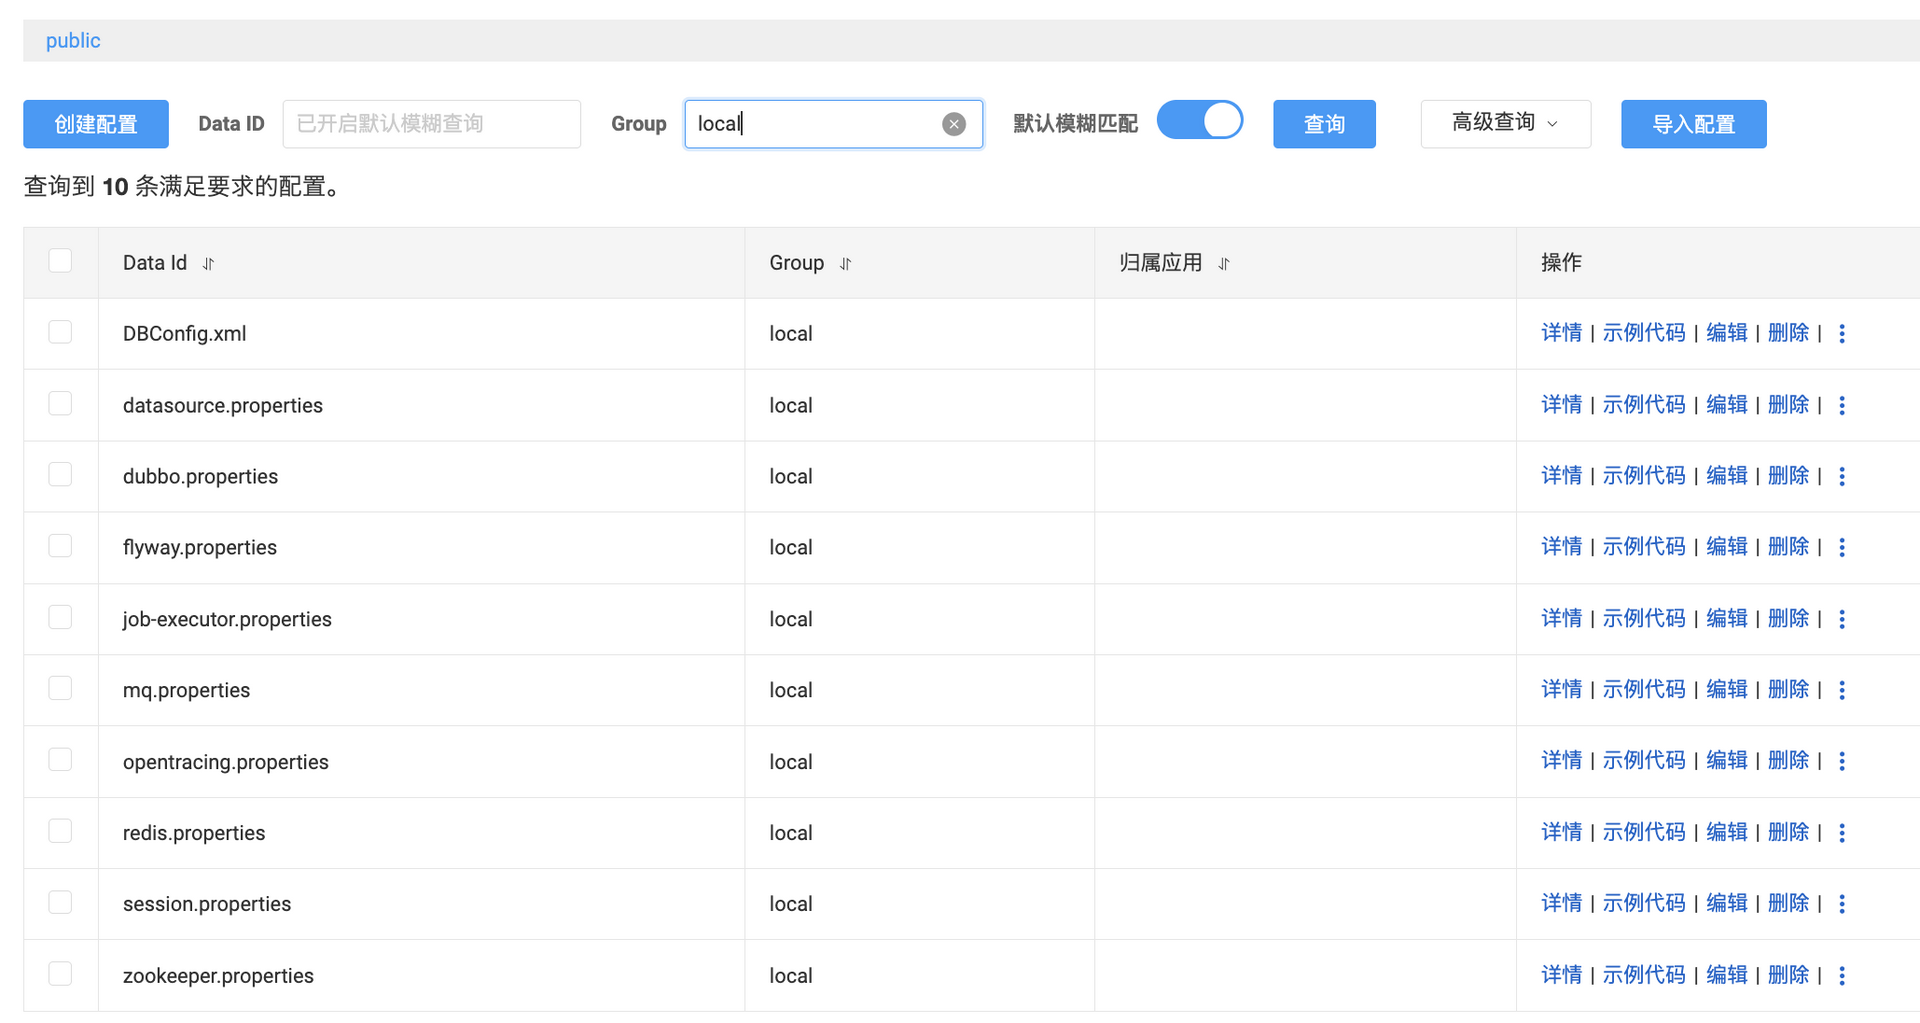 public
创建配置 Data ID 已开启默认模糊查询 Group local 默认模糊匹配 查询 高级查询 导入配置
查询到 10 条满足要求的配置。
Data Id Group 归属应用 操作
DBConfig.xml local 详情 | 示例代码 | 编辑 | 删除 |
datasource.properties local 详情 | 示例代码 | 编辑 | 删除 |
dubbo.properties local 详情 | 示例代码 | 编辑 | 删除 |
flyway.properties local 详情 | 示例代码 | 编辑 | 删除 |
job-executor.properties local 详情 | 示例代码 | 编辑 | 删除 |
mq.properties local 详情 | 示例代码 | 编辑 | 删除 |
opentracing.properties local 详情 | 示例代码 | 编辑 | 删除 |
redis.properties local 详情 | 示例代码 | 编辑 | 删除 |
session.properties local 详情 | 示例代码 | 编辑 | 删除 |
zookeeper.properties local 详情 | 示例代码 | 编辑 | 删除 |